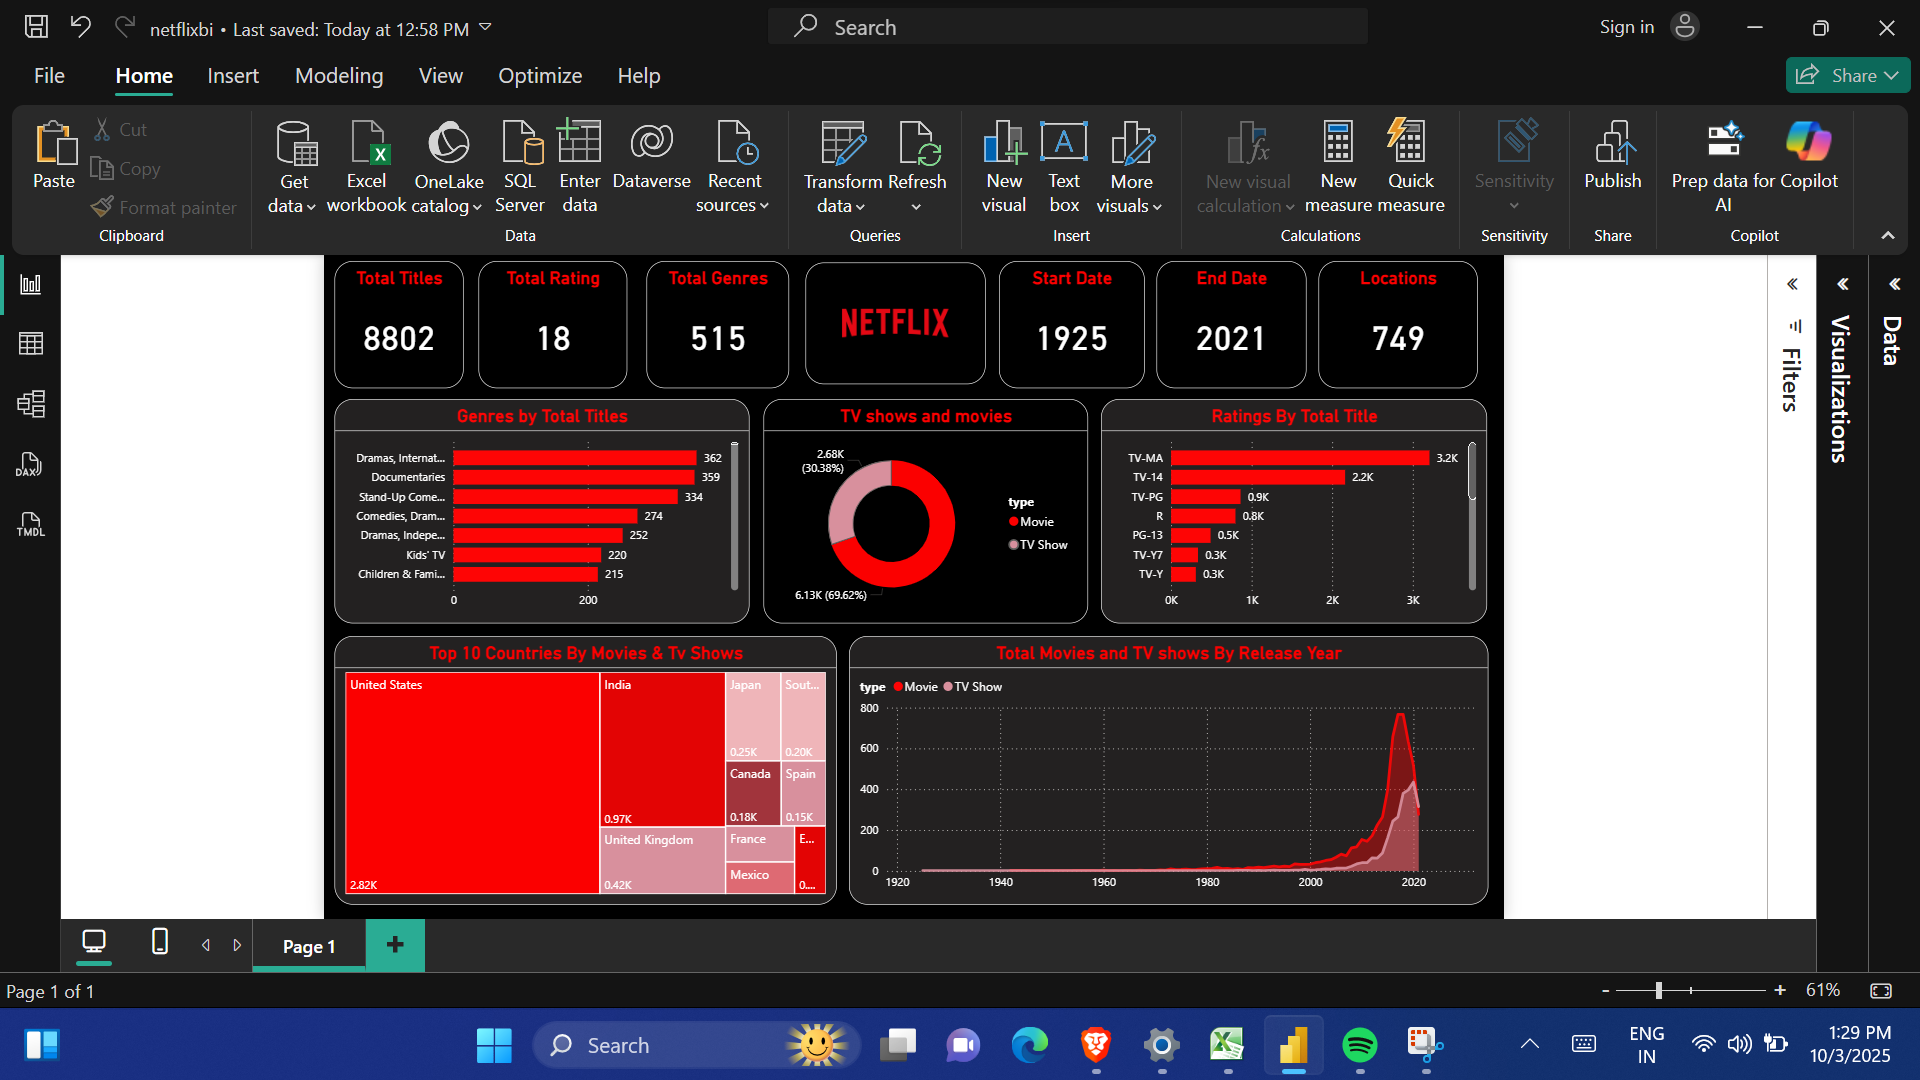 netflixbi • Last saved: Today at 12:58 PM
Search
Sign in
File
Home
Insert
Modeling
View
Optimize
Help
Share
Paste
Cut
Copy
Format painter
Clipboard
Get data
Excel workbook
OneLake catalog
SQL Server
Enter data
Dataverse
Recent sources
Data
Transform data
Refresh
Queries
New visual
Text box
More visuals
Insert
New visual calculation
New measure
Quick measure
Calculations
Sensitivity
Sensitivity
Publish
Share
Prep data for AI
Copilot
Copilot
DAX
TMDL
Total Titles
8802
Total Rating
18
Total Genres
515
NETFLIX
Start Date
1925
End Date
2021
Locations
749
Filters
Visualizations
Data
Genres by Total Titles
Dramas, Internat... 362
Documentaries 359
Stand-Up Come... 334
Comedies, Dram... 274
Dramas, Indepe... 252
Kids' TV 220
Children & Fami... 215
0 200
TV shows and movies
2.68K
(30.38%)
6.13K (69.62%)
type
Movie
TV Show
Ratings By Total Title
TV-MA 3.2K
TV-14 2.2K
TV-PG 0.9K
R 0.8K
PG-13 0.5K
TV-Y7 0.3K
TV-Y 0.3K
0K 1K 2K 3K
Top 10 Countries By Movies & Tv Shows
United States
2.82K
India
0.97K
United Kingdom
0.42K
Japan
0.25K
Sout...
0.20K
Canada
0.18K
Spain
0.15K
France
Mexico
E...
0....
Total Movies and TV shows By Release Year
type Movie TV Show
800
600
400
200
0
1920 1940 1960 1980 2000 2020
Page 1
+
Page 1 of 1
- + 61%
Search
ENG
IN
1:29 PM
10/3/2025